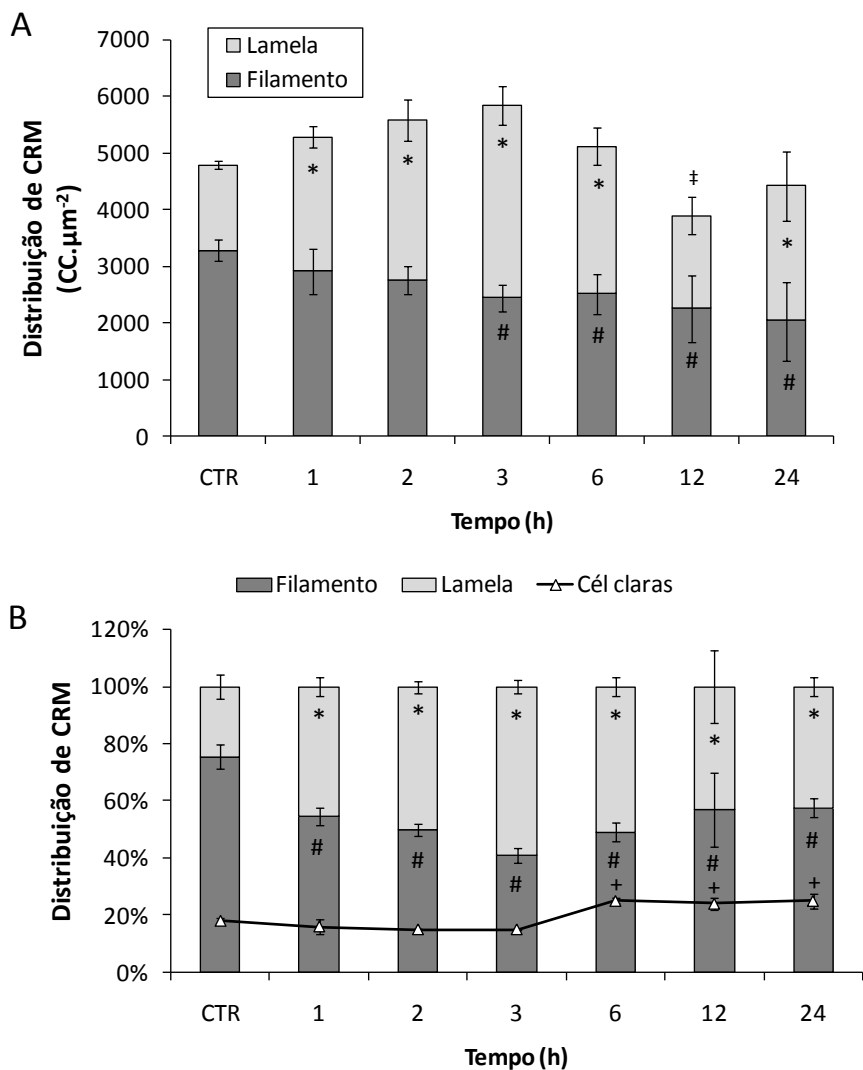 A
Lamela
Filamento
Distribuição de CRM
(CC.µm⁻²)
7000
6000
5000
4000
3000
2000
1000
0
* * * * ‡ *
# # # #
CTR 1 2 3 6 12 24
Tempo (h)
Filamento Lamela Cél claras
B
Distribuição de CRM
120%
100%
80%
60%
40%
20%
0%
* * * * * *
# # # # # #
+ + +
CTR 1 2 3 6 12 24
Tempo (h)